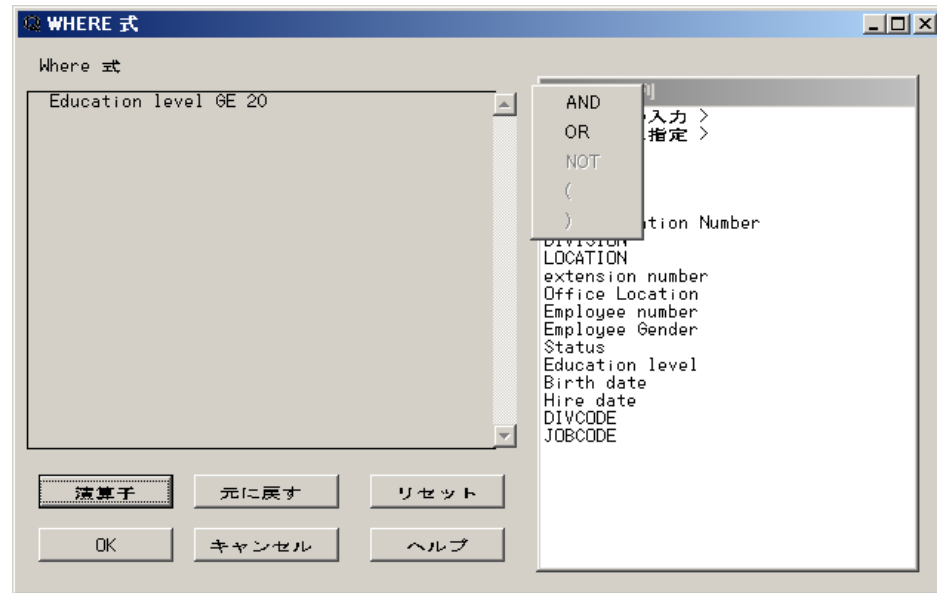 WHERE 式
Where 式
Education level GE 20
AND
OR
NOT
(
)
入力 >
指定 >
tion Number
DIVISION
LOCATION
extension number
Office Location
Employee number
Employee Gender
Status
Education level
Birth date
Hire date
DIVCODE
JOBCODE
演算子
元に戻す
リセット
OK
キャンセル
ヘルプ